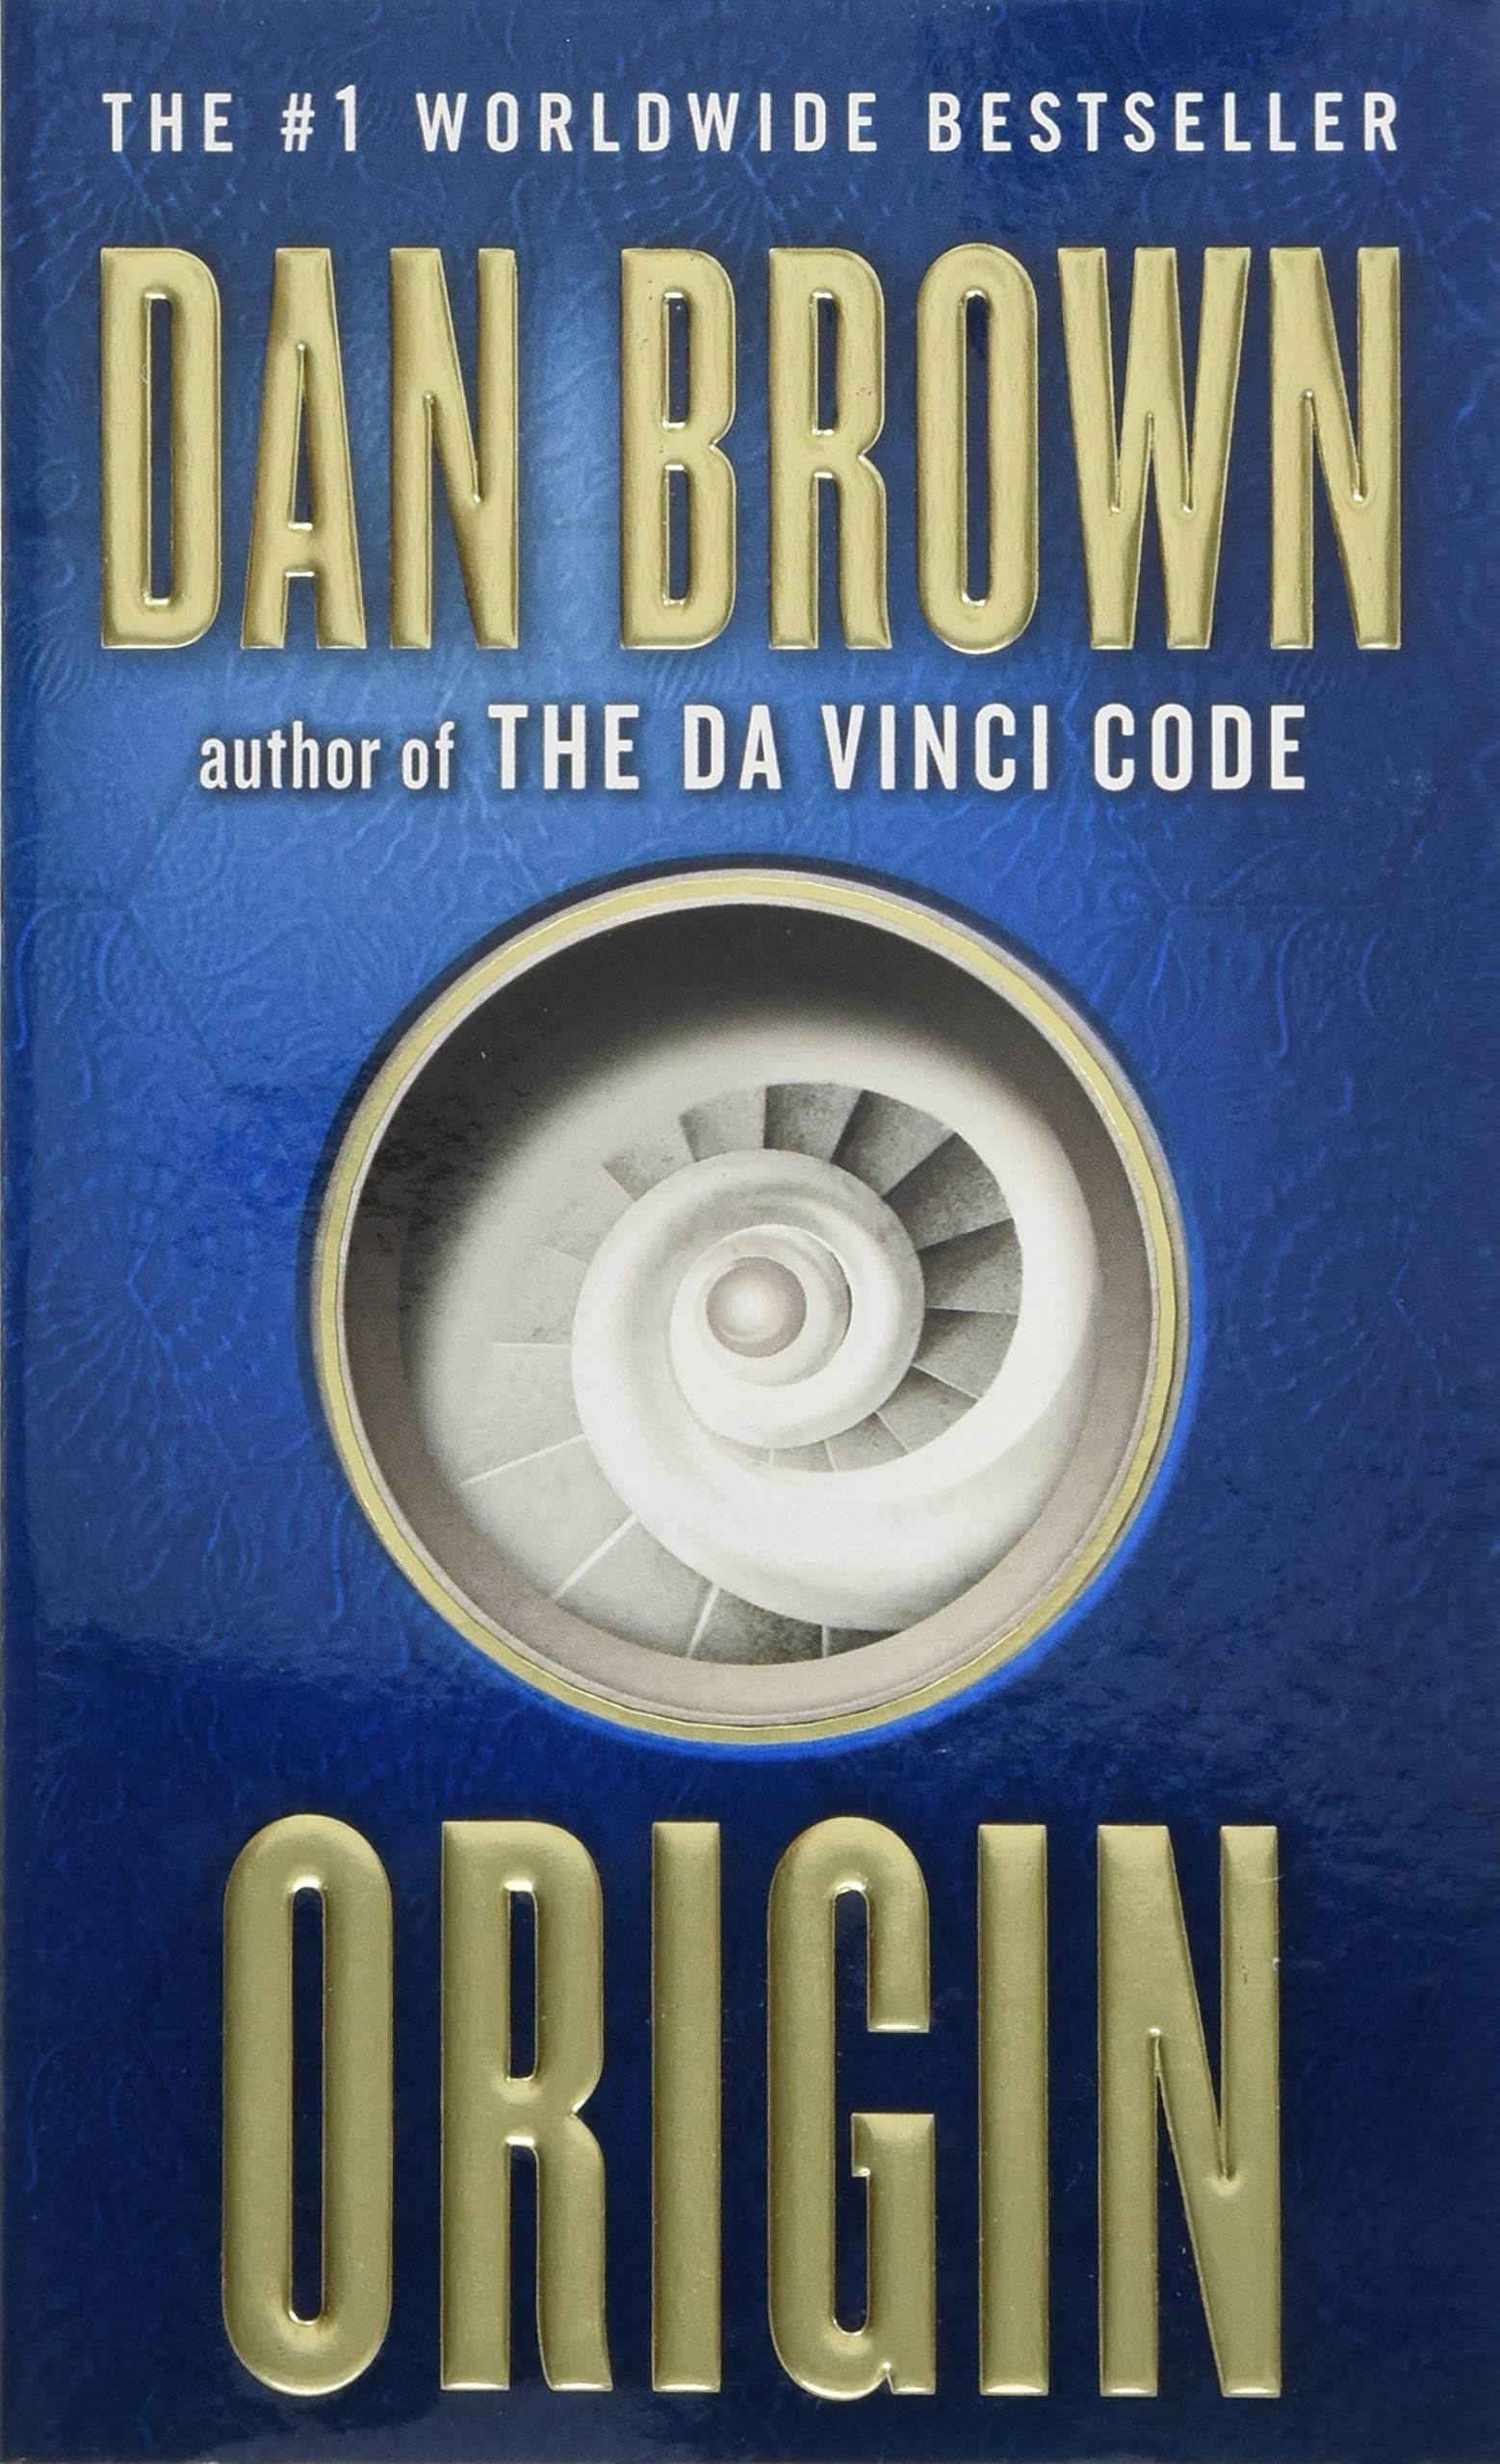 THE #1 WORLDWIDE BESTSELLER
DAN BROWN
author of THE DA VINCI CODE
ORIGIN